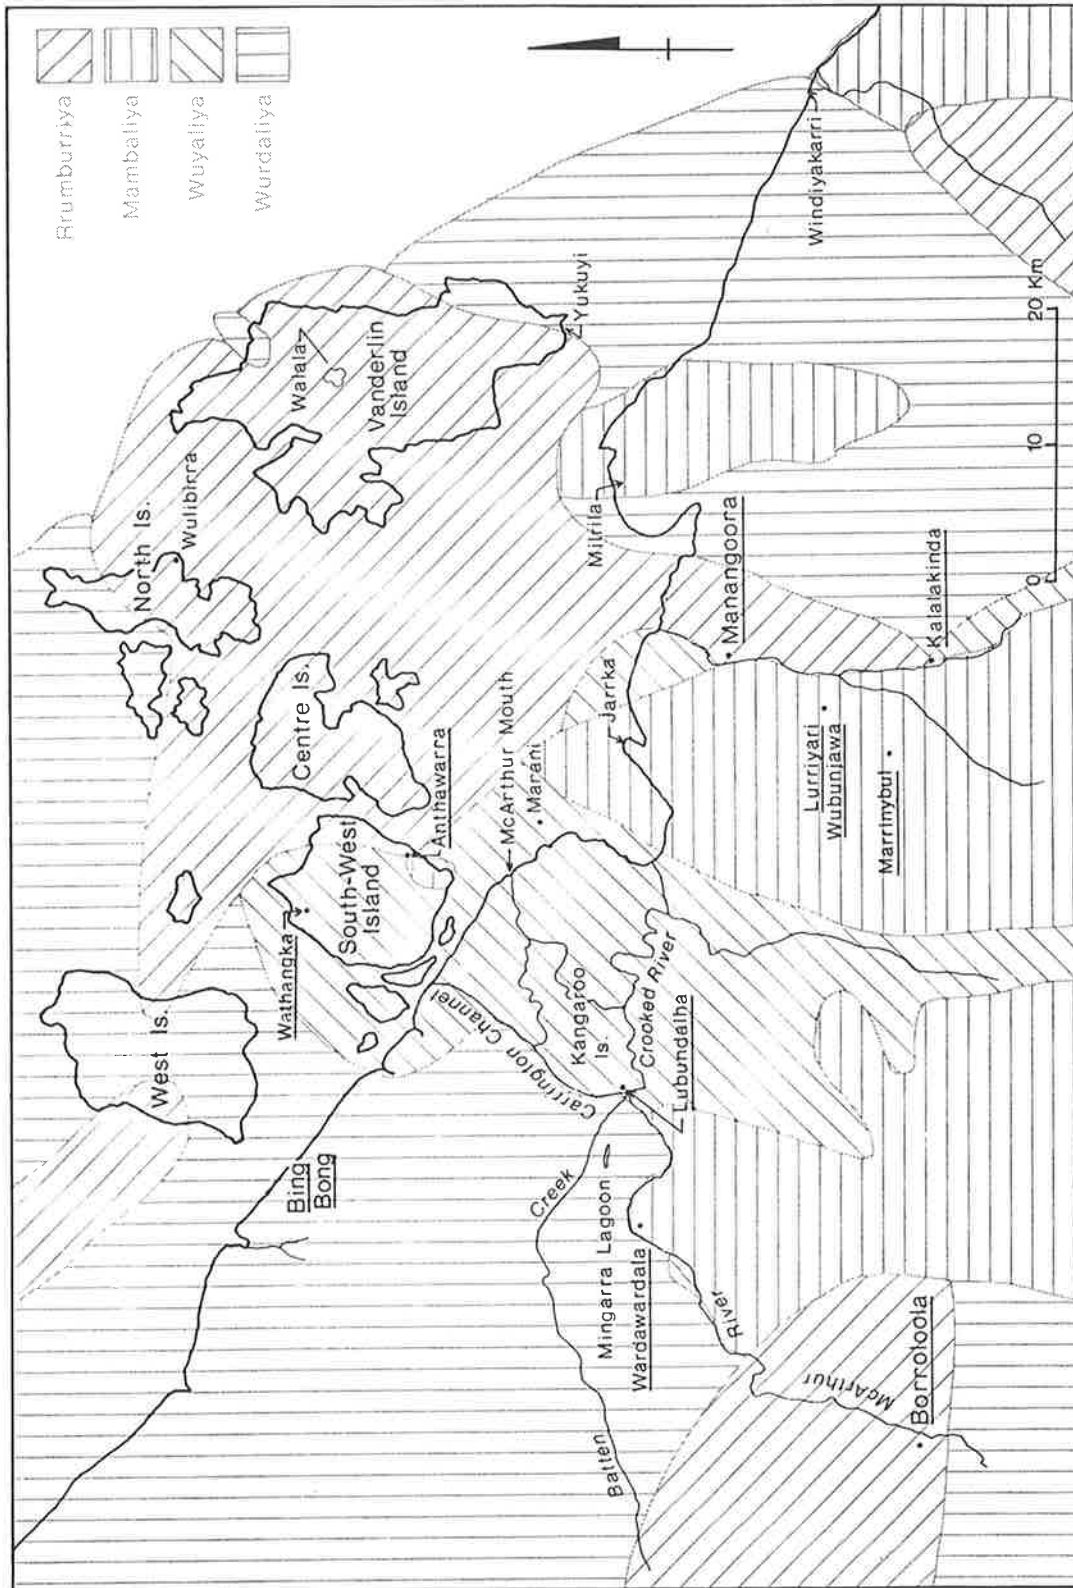 Rrumburriya
Mambaliya
Wuyaliya
Wurdaliya
West Is.
North Is.
Wulibirra
Centre Is.
Walala
Vanderlin
Island
Yukuyi
Wathangka
South-West
Island
Anthawarra
McArthur Mouth
Marani
Bing
Bong
Carrington Channel
Kangaroo
Is.
Crooked River
Lubundalha
Creek
Batten
Mingarra Lagoon
Wardawardala
River
McArthur
Borroloola
Jarrka
Milrila
Manangoora
Kalalakinda
Lurriyari
Wubunjawa
Marrinybul
Windiyakarri
0 10 20 Km